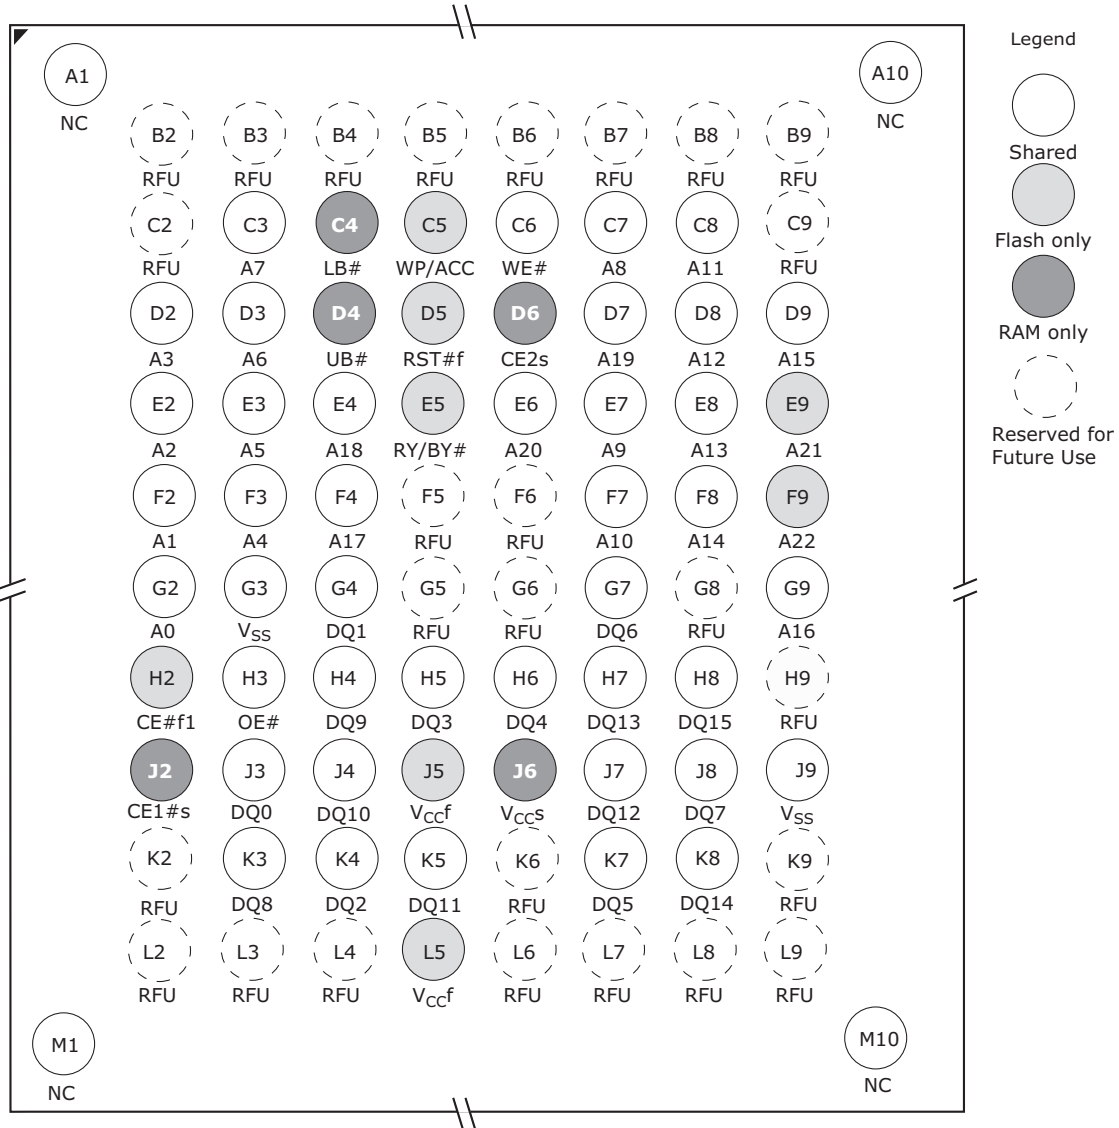 Legend
A1
A10
NC
NC
Shared
B2 B3 B4 B5 B6 B7 B8 B9
RFU RFU RFU RFU RFU RFU RFU RFU
C2 C3 C4 C5 C6 C7 C8 C9
RFU A7 LB# WP/ACC WE# A8 A11 RFU
Flash only
D2 D3 D4 D5 D6 D7 D8 D9
A3 A6 UB# RST#f CE2s A19 A12 A15
RAM only
E2 E3 E4 E5 E6 E7 E8 E9
A2 A5 A18 RY/BY# A20 A9 A13 A21
Reserved for
Future Use
F2 F3 F4 F5 F6 F7 F8 F9
A1 A4 A17 RFU RFU A10 A14 A22
G2 G3 G4 G5 G6 G7 G8 G9
A0 VSS DQ1 RFU RFU DQ6 RFU A16
H2 H3 H4 H5 H6 H7 H8 H9
CE#f1 OE# DQ9 DQ3 DQ4 DQ13 DQ15 RFU
J2 J3 J4 J5 J6 J7 J8 J9
CE1#s DQ0 DQ10 VCCf VCCs DQ12 DQ7 VSS
K2 K3 K4 K5 K6 K7 K8 K9
RFU DQ8 DQ2 DQ11 RFU DQ5 DQ14 RFU
L2 L3 L4 L5 L6 L7 L8 L9
RFU RFU RFU VCCf RFU RFU RFU RFU
M1
M10
NC
NC